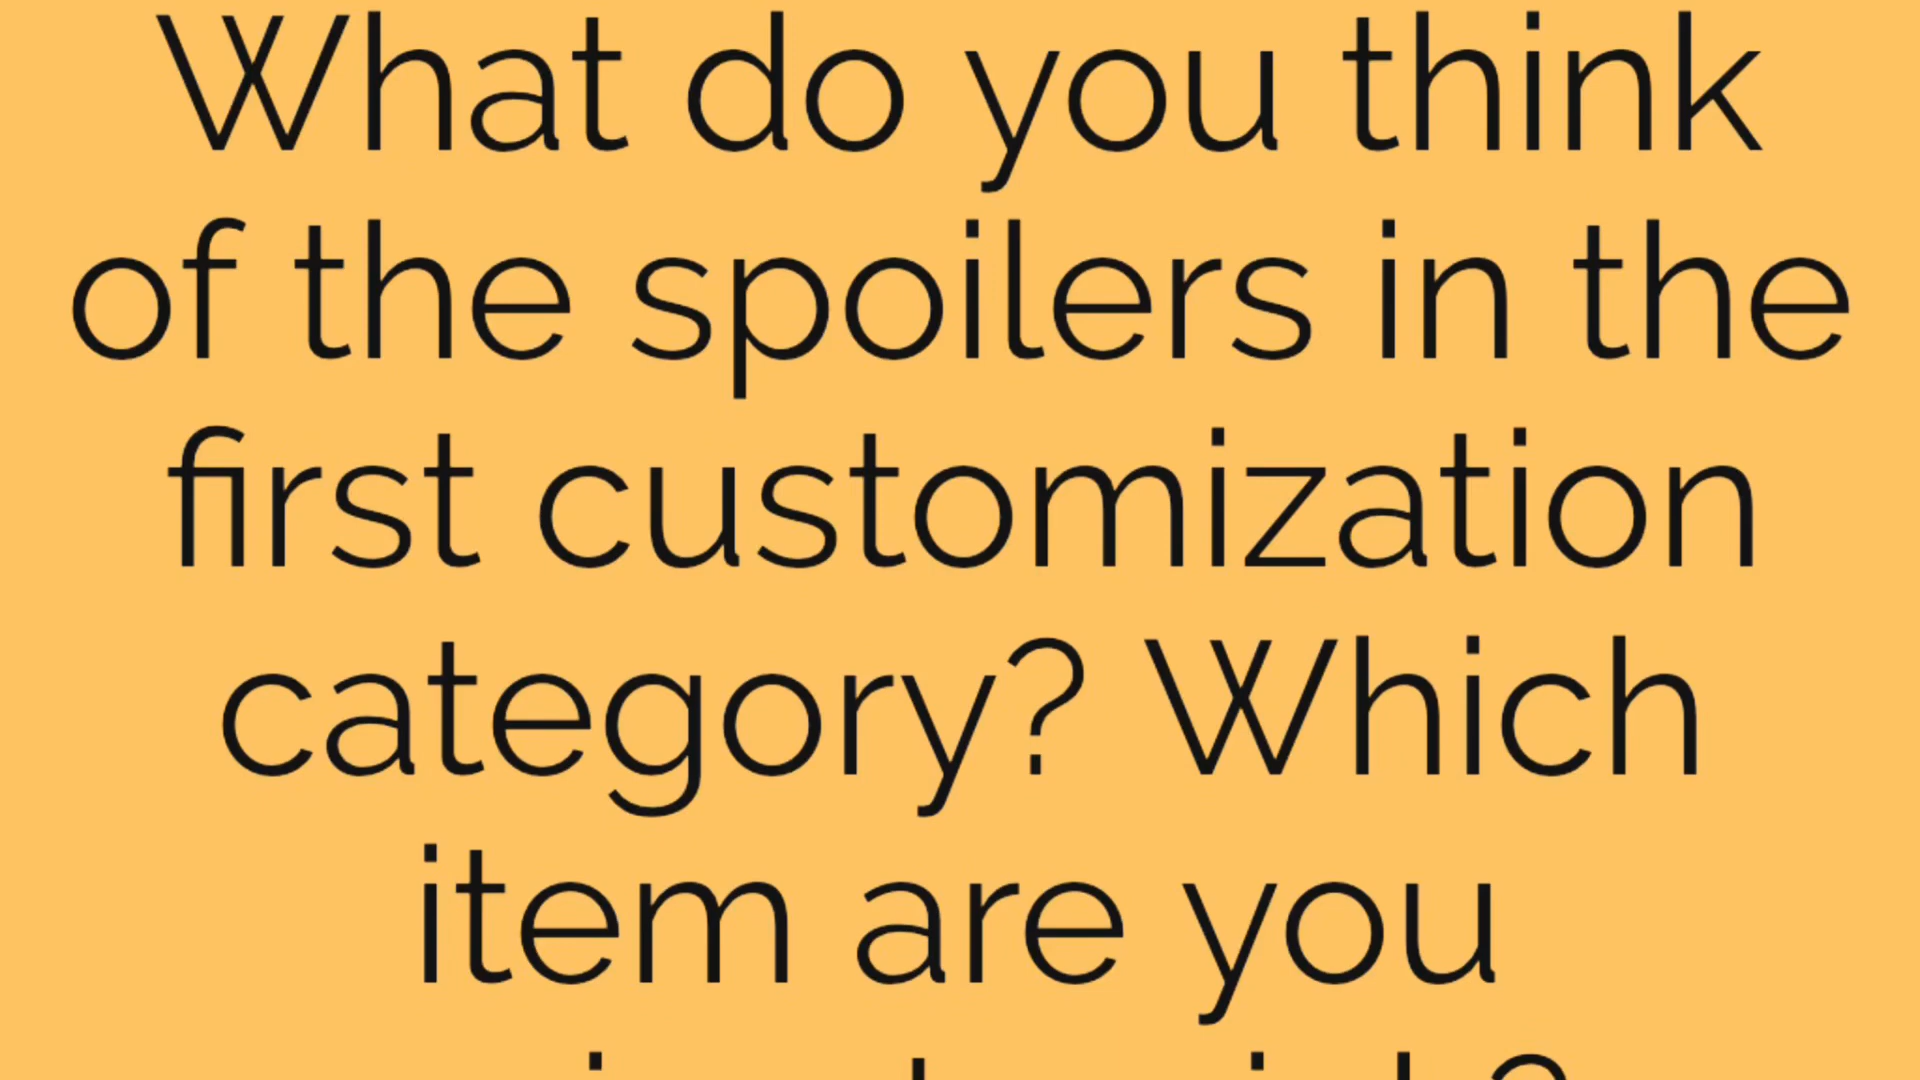 What do you think
of the spoilers in the
first customization
category? Which
item are you